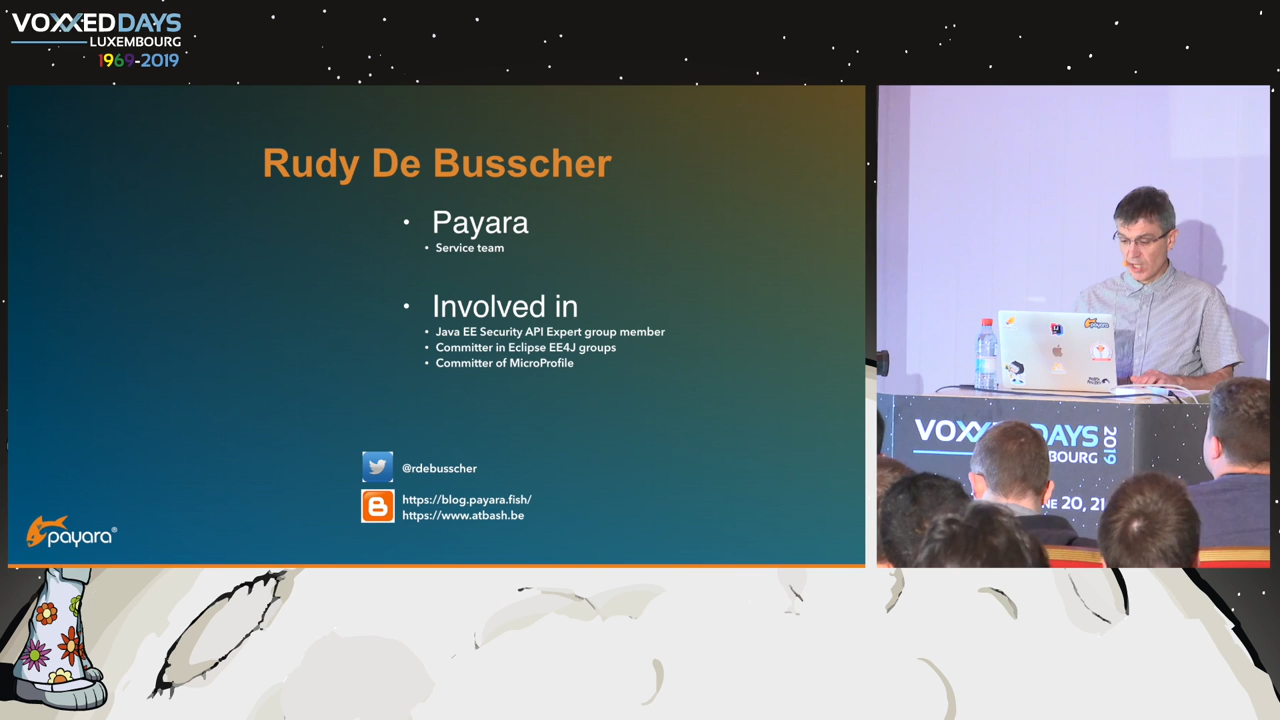 VOXXEDDAYS
LUXEMBOURG
1969-2019
Rudy De Busscher
• Payara
• Service team
• Involved in
• Java EE Security API Expert group member
• Committer in Eclipse EE4J groups
• Committer of MicroProfile
@rdebusscher
https://blog.payara.fish/
https://www.atbash.be
payara®
payara
VOXXEDDAYS
2019
BOURG
NE 20, 21